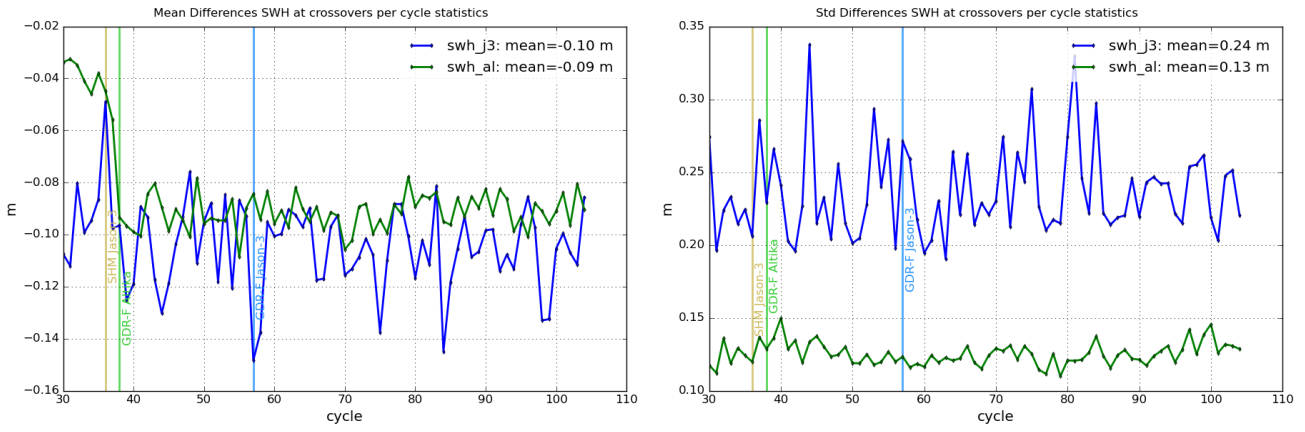 Mean Differences SWH at crossovers per cycle statistics
swh_j3: mean=-0.10 m
swh_al: mean=-0.09 m
−0.02
−0.04
−0.06
−0.08
−0.10
−0.12
−0.14
−0.16
m
SHM Jason-3
GDR-F Altika
GDR-F Jason-3
30 40 50 60 70 80 90 100 110
cycle
Std Differences SWH at crossovers per cycle statistics
swh_j3: mean=0.24 m
swh_al: mean=0.13 m
0.35
0.30
0.25
0.20
0.15
0.10
m
SHM Jason-3
GDR-F Altika
GDR-F Jason-3
30 40 50 60 70 80 90 100 110
cycle